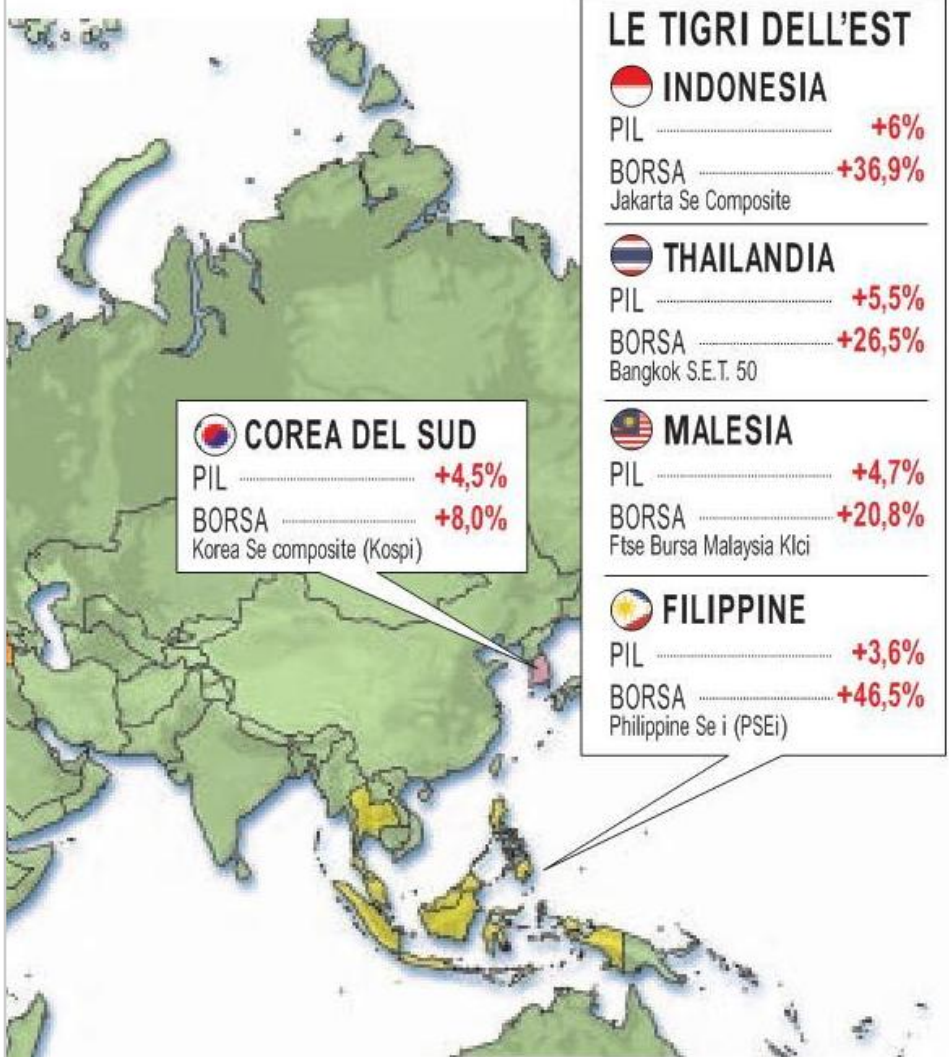 LE TIGRI DELL'EST
INDONESIA
PIL +6%
BORSA +36,9%
Jakarta Se Composite
THAILANDIA
PIL +5,5%
BORSA +26,5%
Bangkok S.E.T. 50
MALESIA
PIL +4,7%
BORSA +20,8%
Ftse Bursa Malaysia Klci
FILIPPINE
PIL +3,6%
BORSA +46,5%
Philippine Se i (PSEi)
COREA DEL SUD
PIL +4,5%
BORSA +8,0%
Korea Se composite (Kospi)